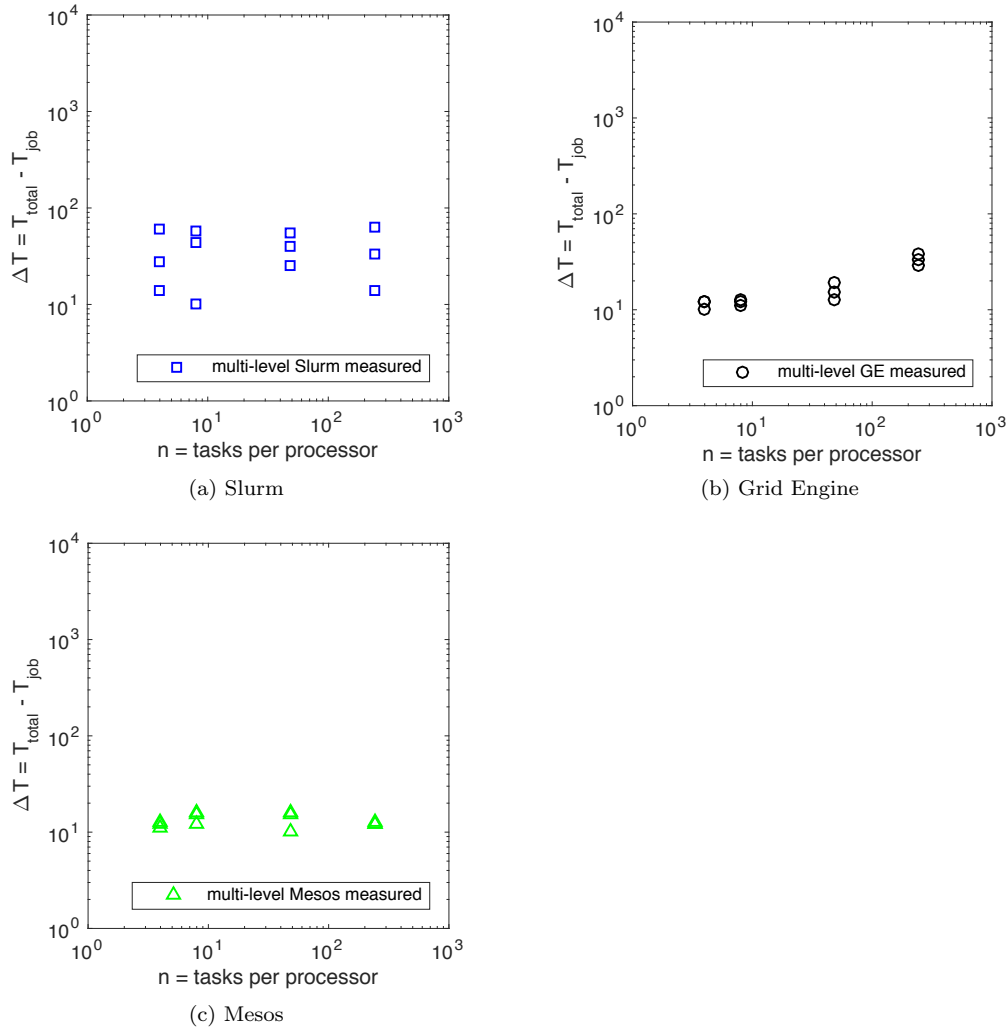 10^4
10^3
10^2
10^1
10^0
Δ T = T_total - T_job
multi-level Slurm measured
10^0 10^1 10^2 10^3
n = tasks per processor
(a) Slurm
10^4
10^3
10^2
10^1
10^0
Δ T = T_total - T_job
multi-level GE measured
10^0 10^1 10^2 10^3
n = tasks per processor
(b) Grid Engine
10^4
10^3
10^2
10^1
10^0
Δ T = T_total - T_job
multi-level Mesos measured
10^0 10^1 10^2 10^3
n = tasks per processor
(c) Mesos